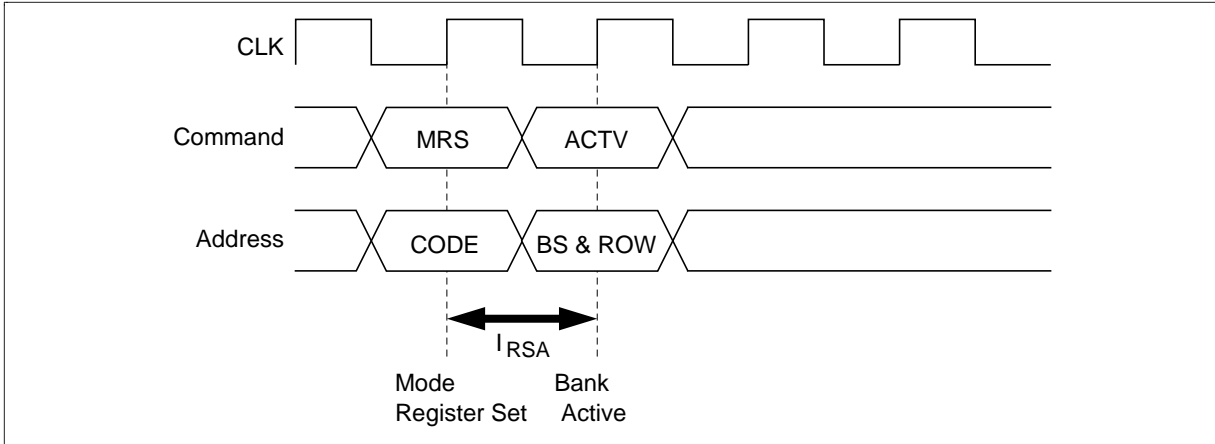 CLK
Command
MRS
ACTV
Address
CODE
BS & ROW
I RSA
Mode Register Set
Bank Active